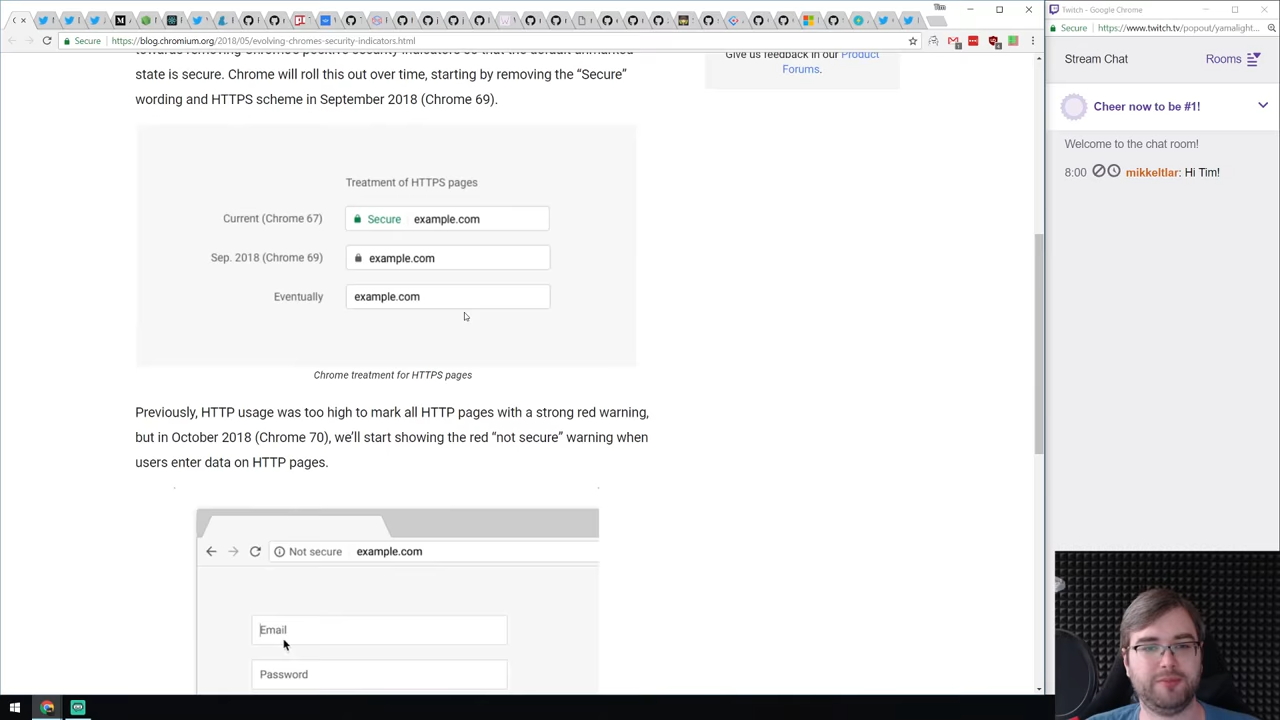 Tim
Twitch - Google Chrome
Secure
https://blog.chromium.org/2018/05/evolving-chromes-security-indicators.html
Secure
https://www.twitch.tv/popout/yamalight...
state is secure. Chrome will roll this out over time, starting by removing the “Secure”
wording and HTTPS scheme in September 2018 (Chrome 69).
Give us feedback in our Product
Forums.
Treatment of HTTPS pages
Current (Chrome 67)
Secure
example.com
Sep. 2018 (Chrome 69)
example.com
Eventually
example.com
Chrome treatment for HTTPS pages
Previously, HTTP usage was too high to mark all HTTP pages with a strong red warning,
but in October 2018 (Chrome 70), we’ll start showing the red “not secure” warning when
users enter data on HTTP pages.
Not secure
example.com
Email
Password
Stream Chat
Rooms
Cheer now to be #1!
Welcome to the chat room!
8:00 mikkeltlar: Hi Tim!